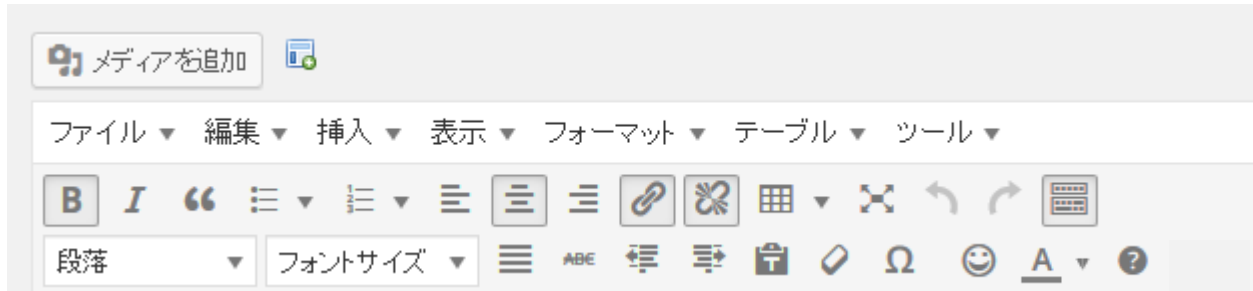 メディアを追加
ファイル 編集 挿入 表示 フォーマット テーブル ツール
B I
段落 フォントサイズ ABC Ω A ?